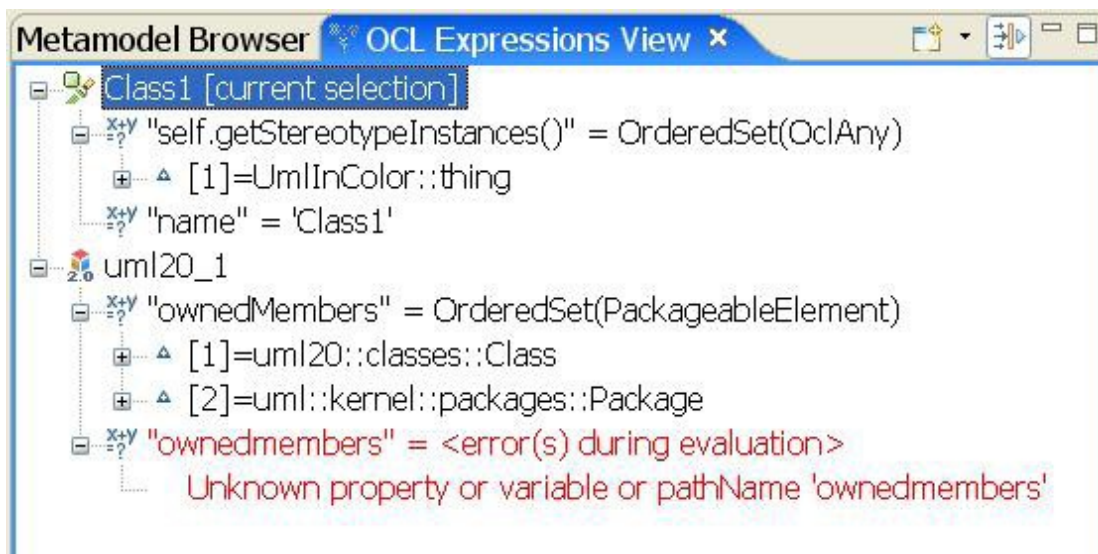 Metamodel Browser OCL Expressions View
Class1 [current selection]
x+y =? "self.getStereotypeInstances()" = OrderedSet(OclAny)
[1]=UmlInColor::thing
x+y =? "name" = 'Class1'
2.0 uml20_1
x+y =? "ownedMembers" = OrderedSet(PackageableElement)
[1]=uml20::classes::Class
[2]=uml::kernel::packages::Package
x+y =? "ownedmembers" = <error(s) during evaluation>
Unknown property or variable or pathName 'ownedmembers'